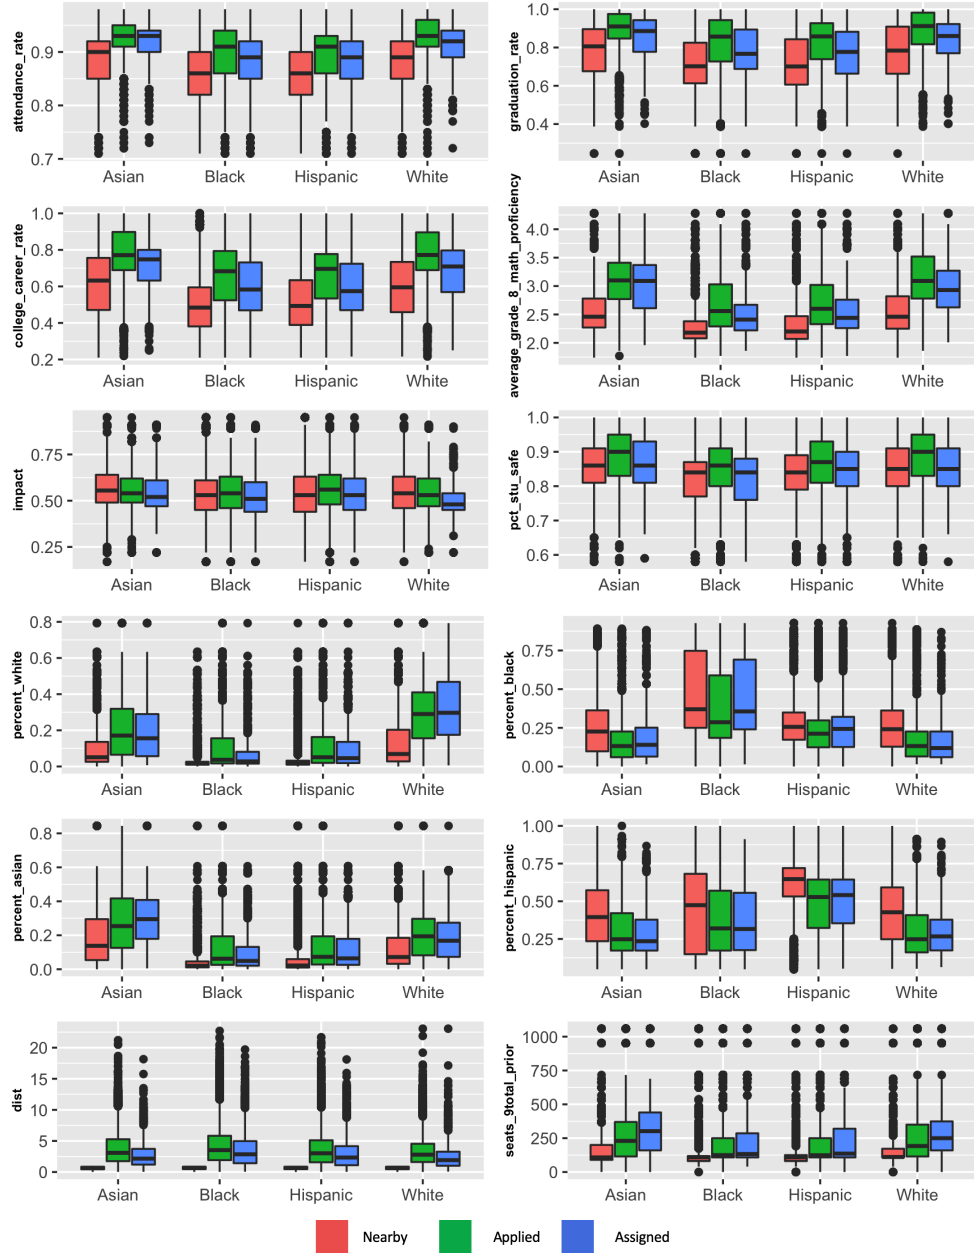 attendance_rate
0.9
0.8
0.7
Asian Black Hispanic White
graduation_rate
1.0
0.8
0.6
0.4
Asian Black Hispanic White
college_career_rate
1.0
0.8
0.6
0.4
0.2
Asian Black Hispanic White
average_grade_8_math_proficiency
4.0
3.5
3.0
2.5
2.0
Asian Black Hispanic White
impact
0.75
0.50
0.25
Asian Black Hispanic White
pct_stu_safe
1.0
0.9
0.8
0.7
0.6
Asian Black Hispanic White
percent_white
0.8
0.6
0.4
0.2
0.0
Asian Black Hispanic White
percent_black
0.75
0.50
0.25
0.00
Asian Black Hispanic White
percent_asian
0.8
0.6
0.4
0.2
0.0
Asian Black Hispanic White
percent_hispanic
1.00
0.75
0.50
0.25
Asian Black Hispanic White
dist
20
15
10
5
0
Asian Black Hispanic White
seats_9total_prior
1000
750
500
250
0
Asian Black Hispanic White
Nearby Applied Assigned